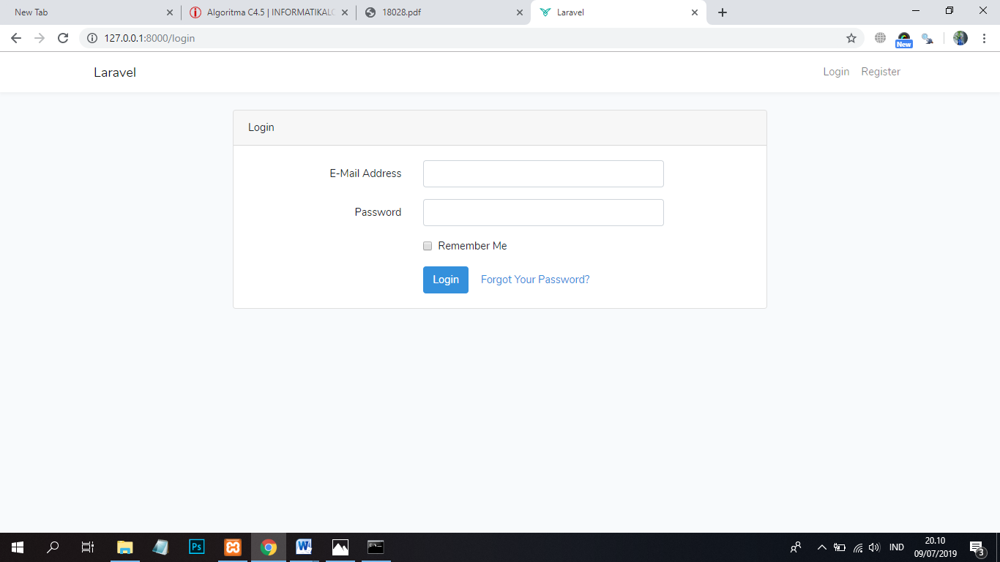 New Tab
Algoritma C4.5 | INFORMATIKALO
18028.pdf
Laravel
127.0.0.1:8000/login
New
Laravel
Login
Register
Login
E-Mail Address
Password
Remember Me
Login
Forgot Your Password?
Ps
W
IND
20.10
09/07/2019
3